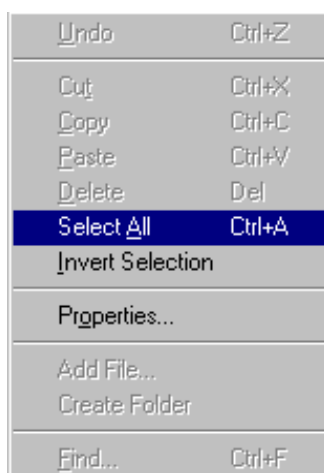 Undo Ctrl+Z
Cut Ctrl+X
Copy Ctrl+C
Paste Ctrl+V
Delete Del
Select All Ctrl+A
Invert Selection
Properties...
Add File...
Create Folder
Find... Ctrl+F